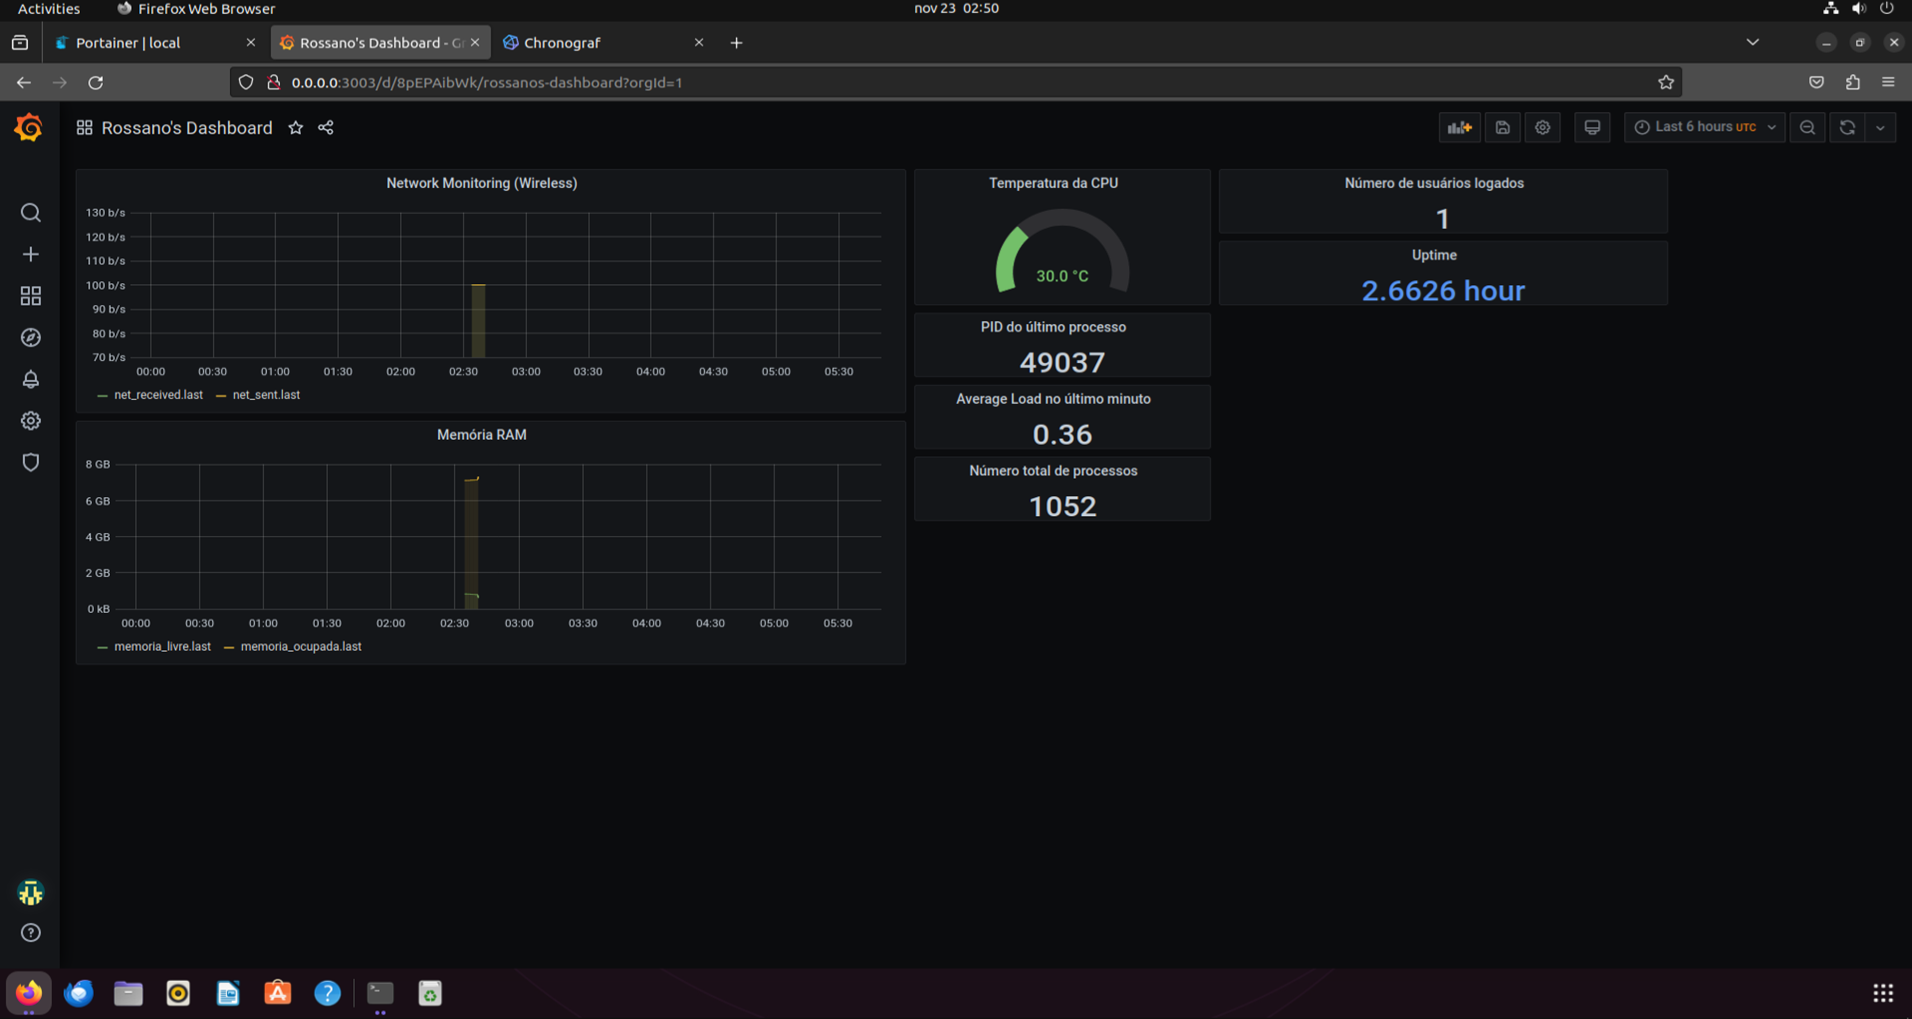 Activities Firefox Web Browser nov 23 02:50
Portainer | local Rossano's Dashboard - Gr Chronograf
0.0.0.0:3003/d/8pEPAibWk/rossanos-dashboard?orgId=1
Rossano's Dashboard Last 6 hours UTC
Network Monitoring (Wireless)
130 b/s
120 b/s
110 b/s
100 b/s
90 b/s
80 b/s
70 b/s
00:00 00:30 01:00 01:30 02:00 02:30 03:00 03:30 04:00 04:30 05:00 05:30
net_received.last net_sent.last
Memória RAM
8 GB
6 GB
4 GB
2 GB
0 kB
00:00 00:30 01:00 01:30 02:00 02:30 03:00 03:30 04:00 04:30 05:00 05:30
memoria_livre.last memoria_ocupada.last
Temperatura da CPU
30.0 °C
PID do último processo
49037
Average Load no último minuto
0.36
Número total de processos
1052
Número de usuários logados
1
Uptime
2.6626 hour